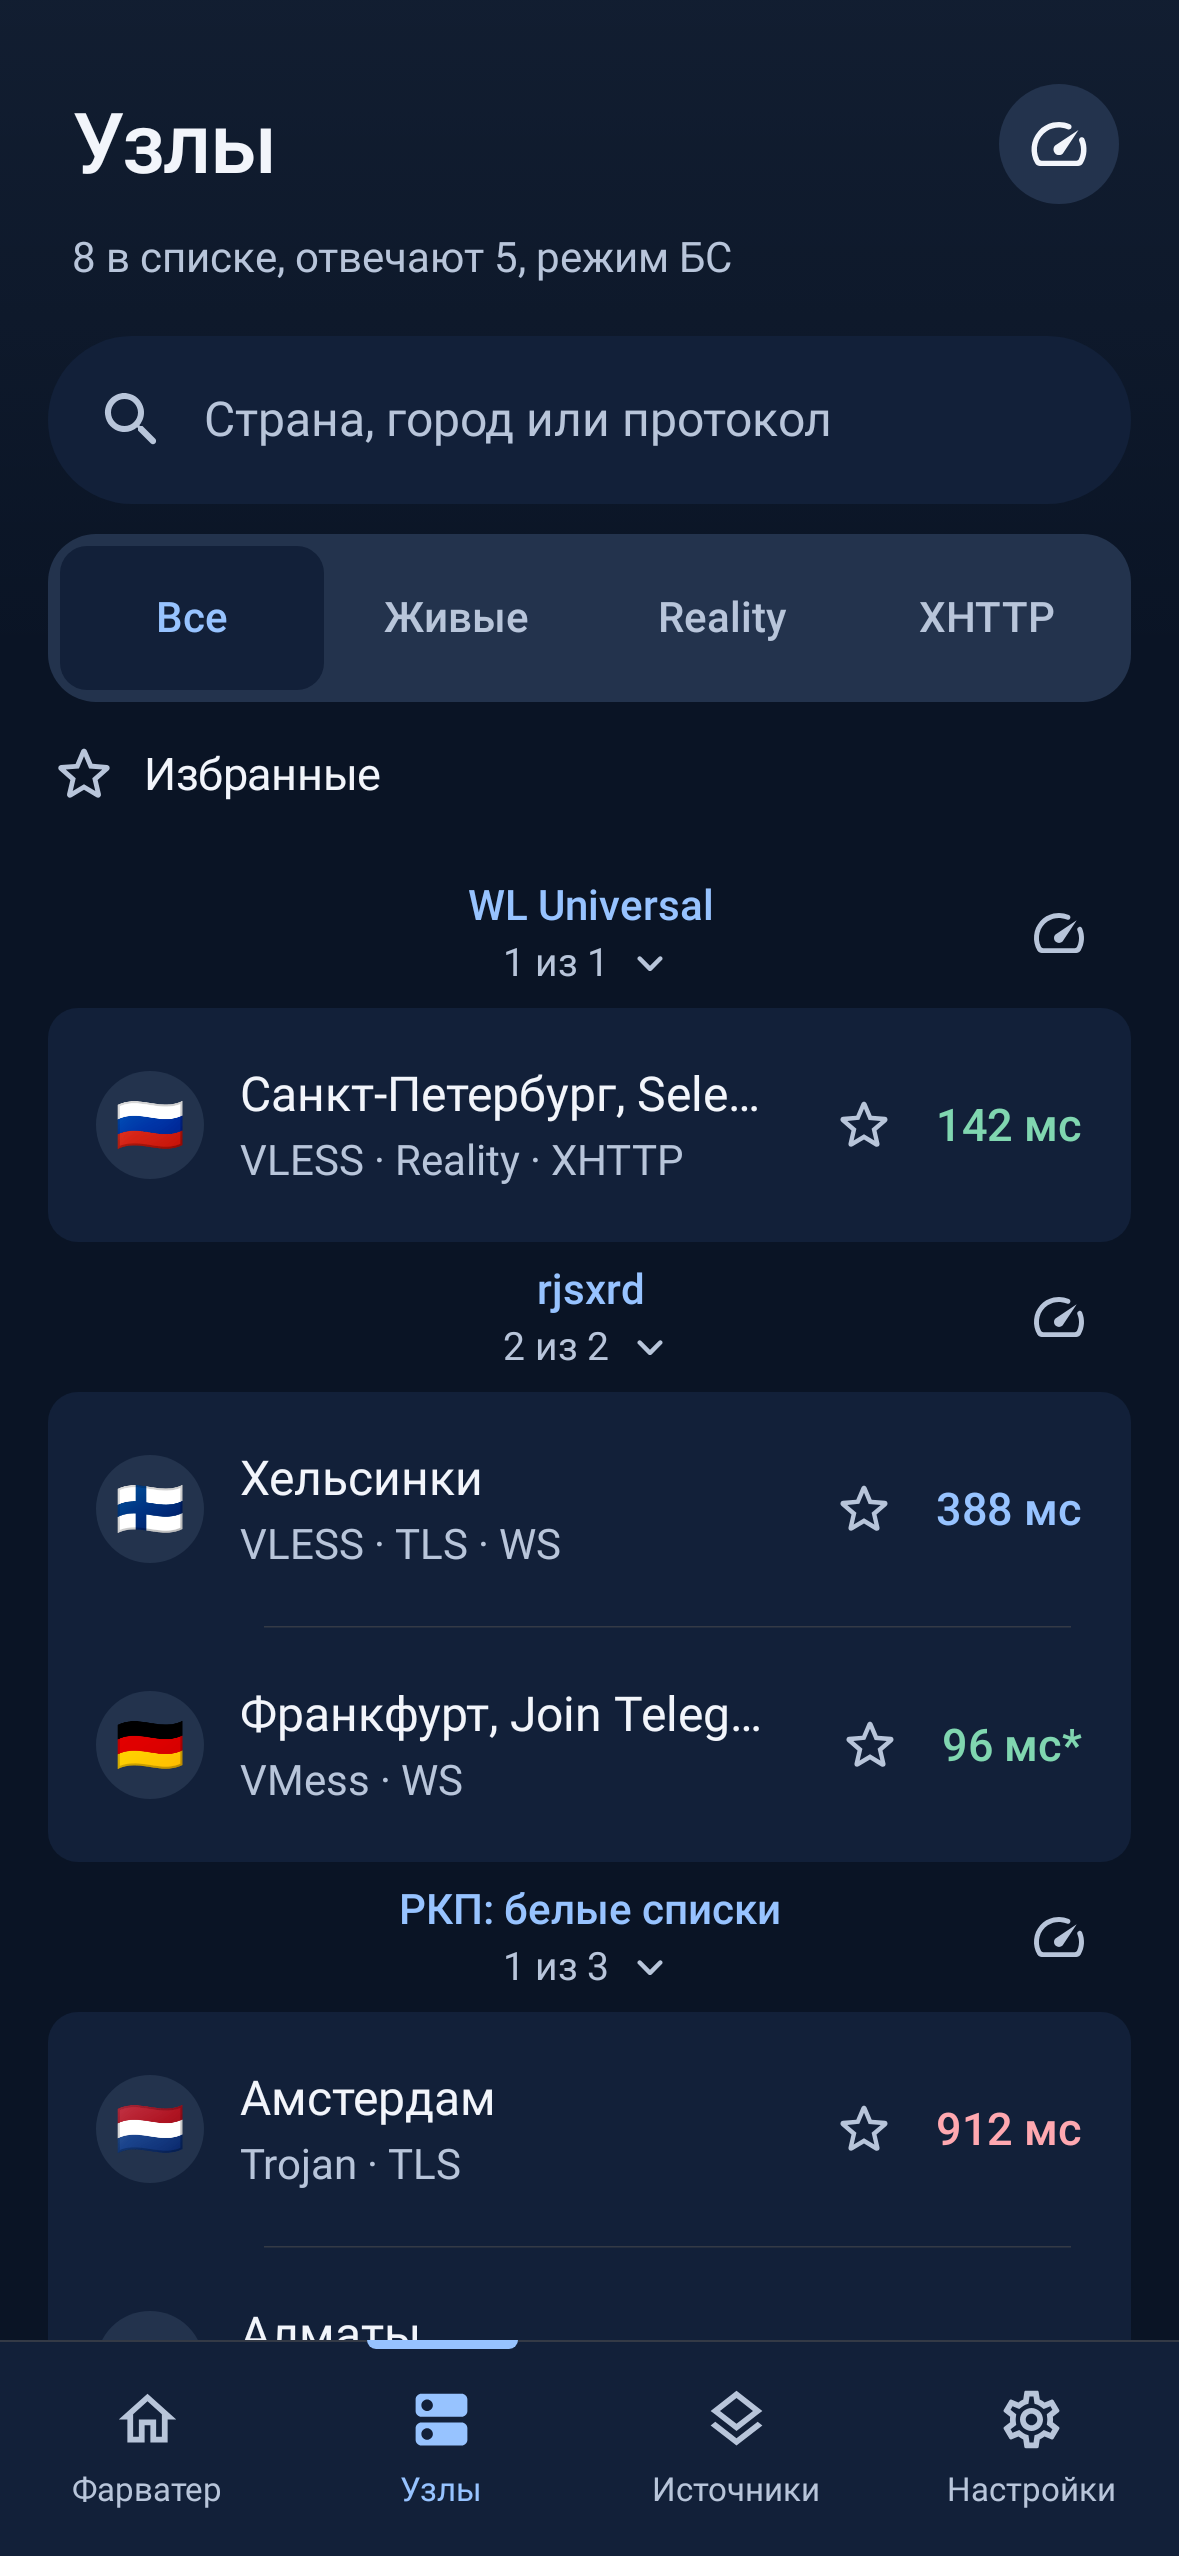 Узлы
8 в списке, отвечают 5, режим БС
Страна, город или протокол
Все
Живые
Reality
XHTTP
Избранные
WL Universal
1 из 1
Санкт-Петербург, Sele...
142 мс
VLESS · Reality · XHTTP
rjsxrd
2 из 2
Хельсинки
388 мс
VLESS · TLS · WS
Франкфурт, Join Teleg...
96 мс*
VMess · WS
РКП: белые списки
1 из 3
Амстердам
912 мс
Trojan · TLS
Алматы
Фарватер
Узлы
Источники
Настройки